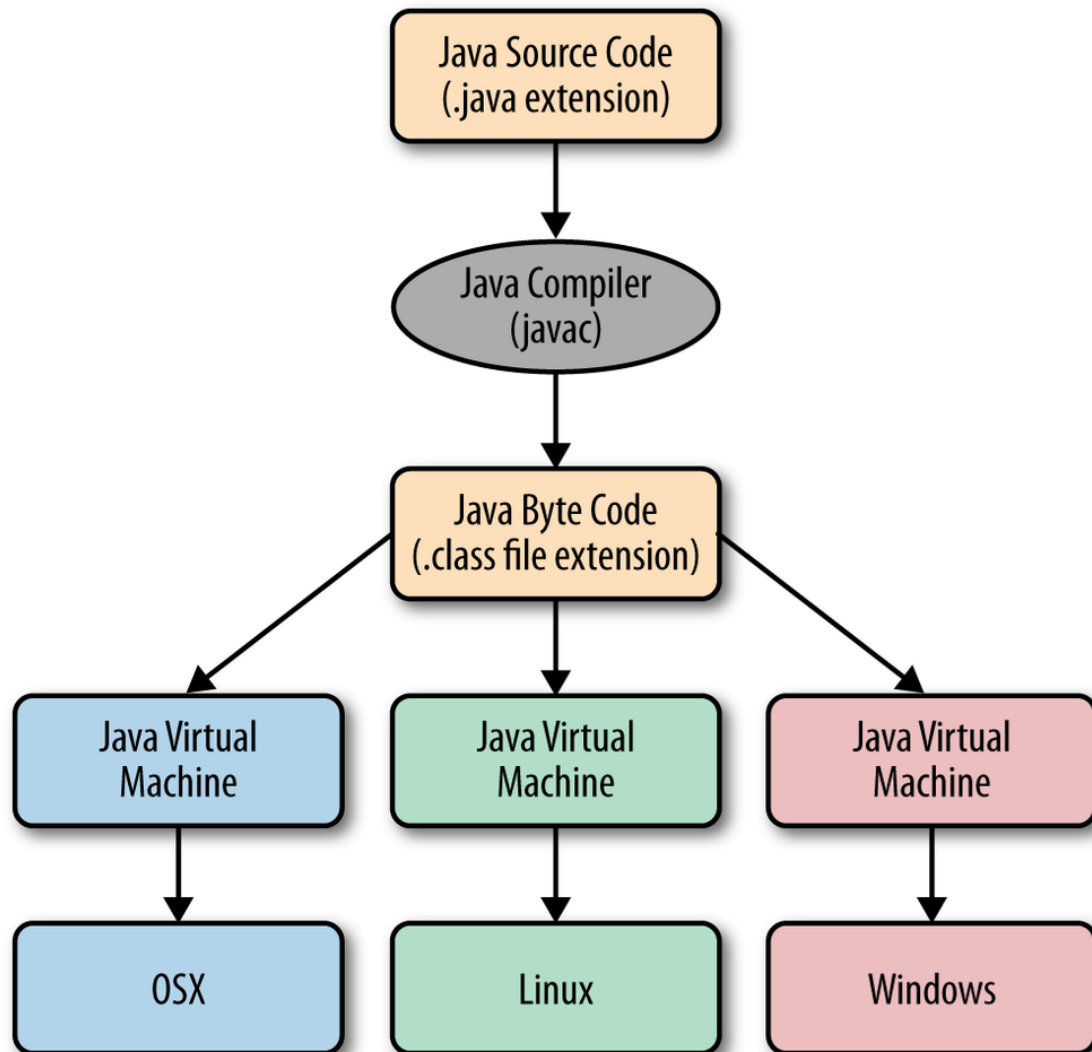 Java Source Code
(.java extension)
Java Compiler
(javac)
Java Byte Code
(.class file extension)
Java Virtual
Machine
Java Virtual
Machine
Java Virtual
Machine
OSX
Linux
Windows